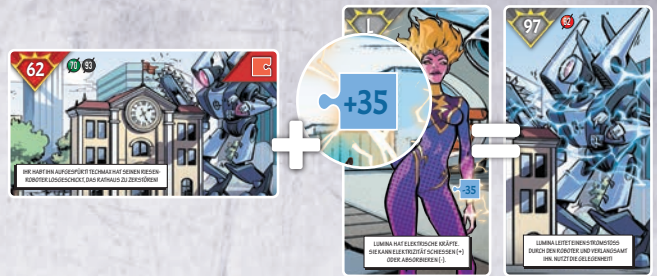 62
70 93
IHR HABT IHN AUFGESPÜRT! TECHMAX HAT SEINEN RIESEN-
ROBOTER LOSGESCHICKT, DAS RATHAUS ZU ZERSTÖREN!
+
L
+35
-35
LUMINA HAT ELEKTRISCHE KRÄFTE.
SIE KANN ELEKTRIZITÄT SCHIESSEN (+)
ODER ABSORBIEREN (-).
=
97
62
LUMINA LEITET EINEN STROMSTOSS
DURCH DEN ROBOTER UND VERLANGSAMT
IHN. NUTZT DIE GELEGENHEIT!